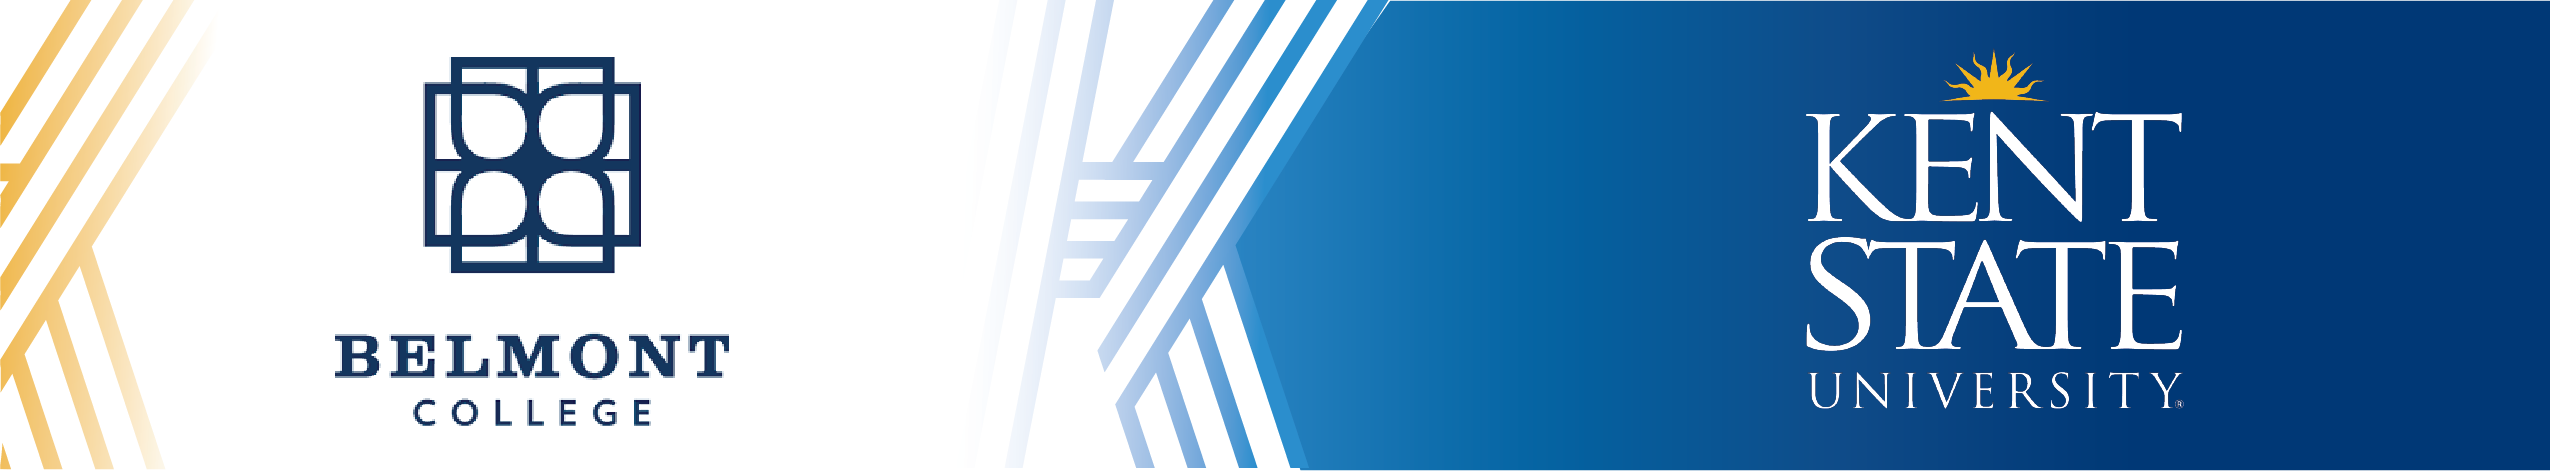 BELMONT
COLLEGE
KENT
STATE
UNIVERSITY®